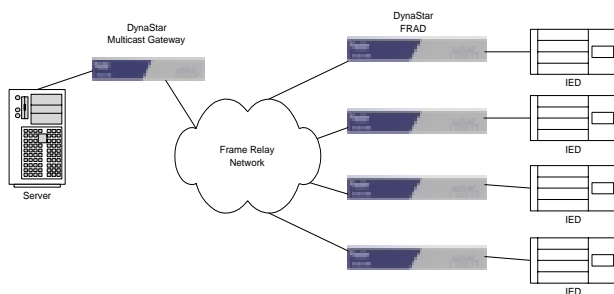 DynaStar
Multicast Gateway
DynaStar
FRAD
IED
IED
Frame Relay
Network
Server
IED
IED